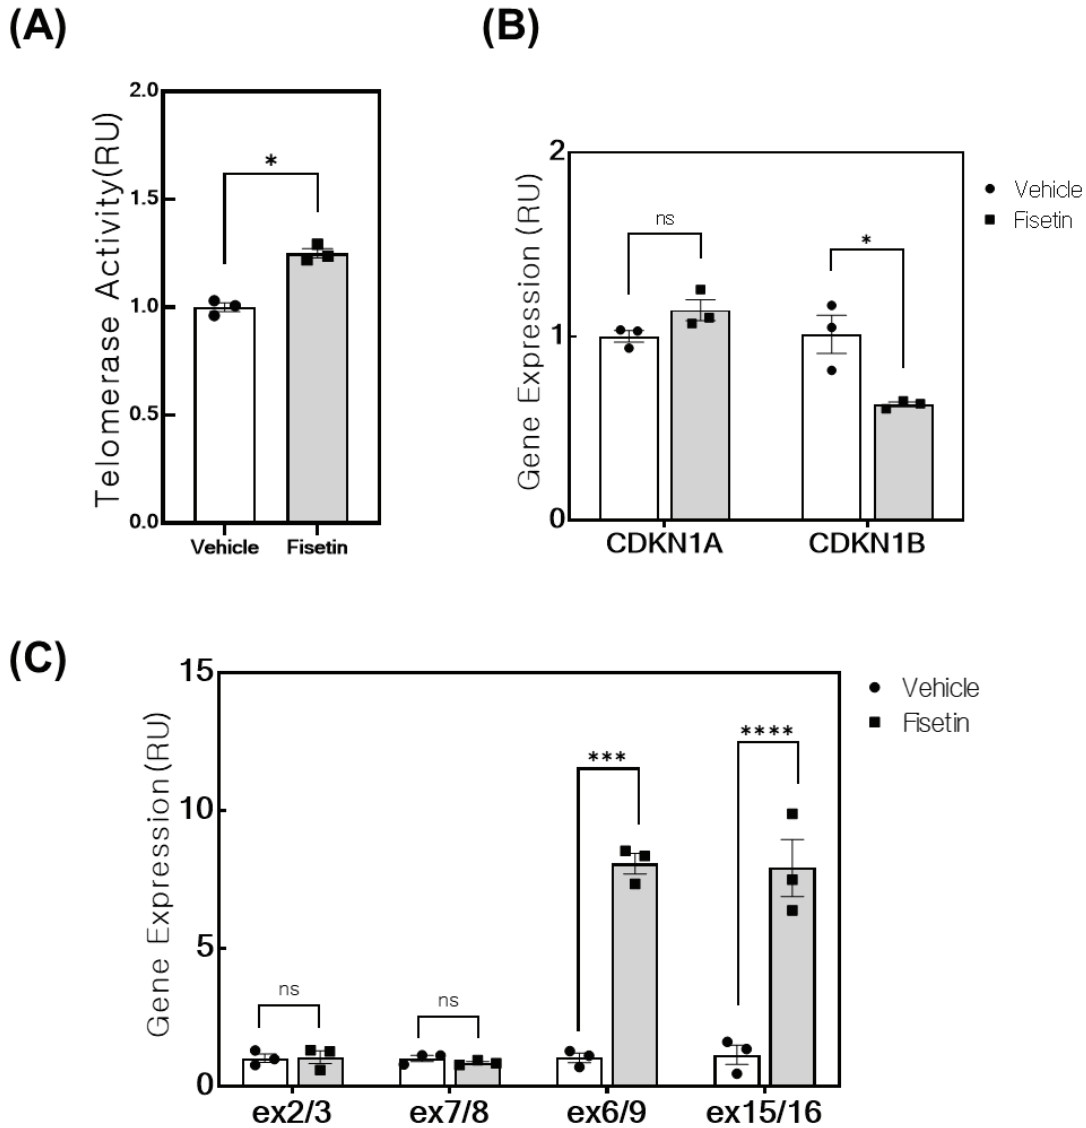 (A)
Telomerase Activity(RU)
2.0
1.5
1.0
0.5
0.0
*
Vehicle Fisetin
(B)
Gene Expression (RU)
2
1
0
ns
*
CDKN1A CDKN1B
Vehicle
Fisetin
(C)
Gene Expression(RU)
15
10
5
0
ns
ns
***
****
ex2/3 ex7/8 ex6/9 ex15/16
Vehicle
Fisetin